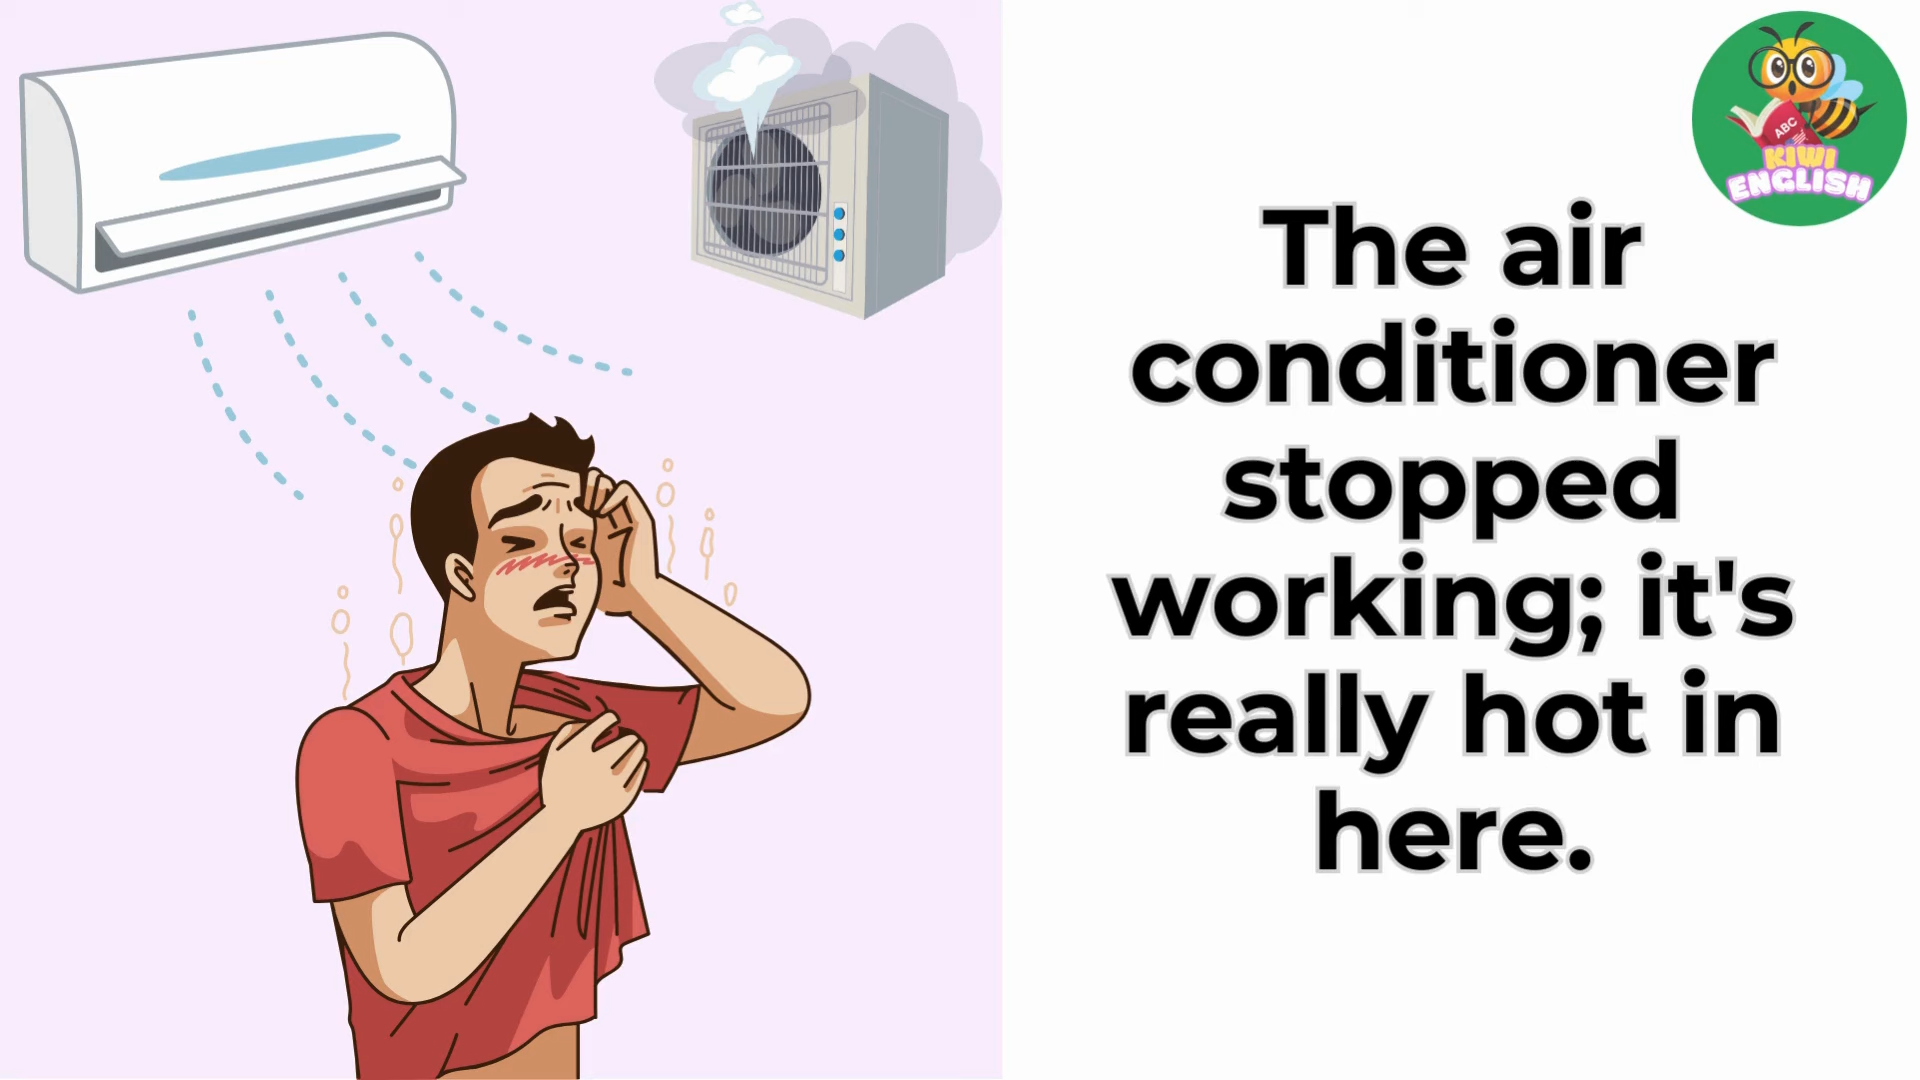 ABC
KIWI
ENGLISH
The air
conditioner
stopped
working; it's
really hot in
here.